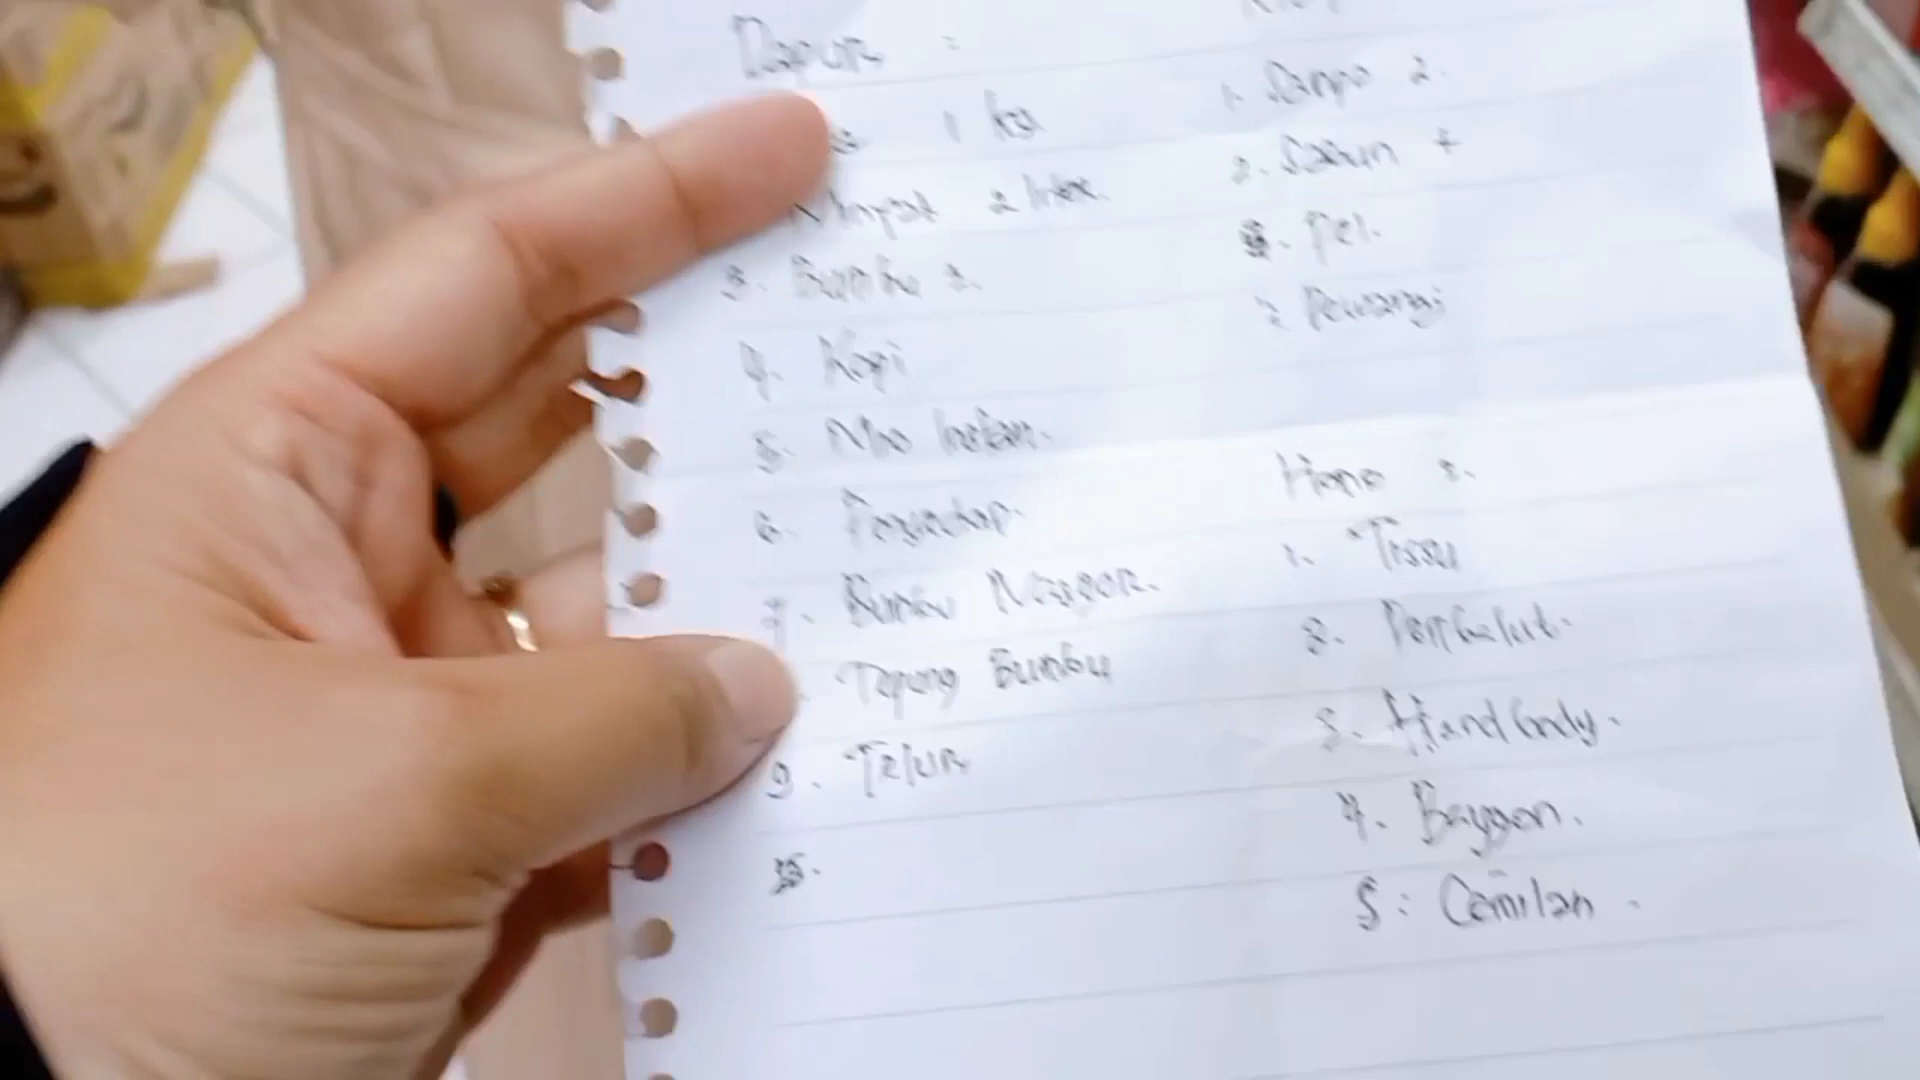 Dapur :
1 kg
Minyak 2 liter.
3. Bumbu 2.
4. Kopi
5. Mie Instan.
6. Penyedap.
7. Bumbu Nasgor.
Tepung Bumbu
9. Telur
1. Sampo 2.
2. Sabun +
Pel.
Pewangi
Home :
1. Tissu
2. Pembalut.
3. Handbody.
4. Baygon.
5. Cemilan.